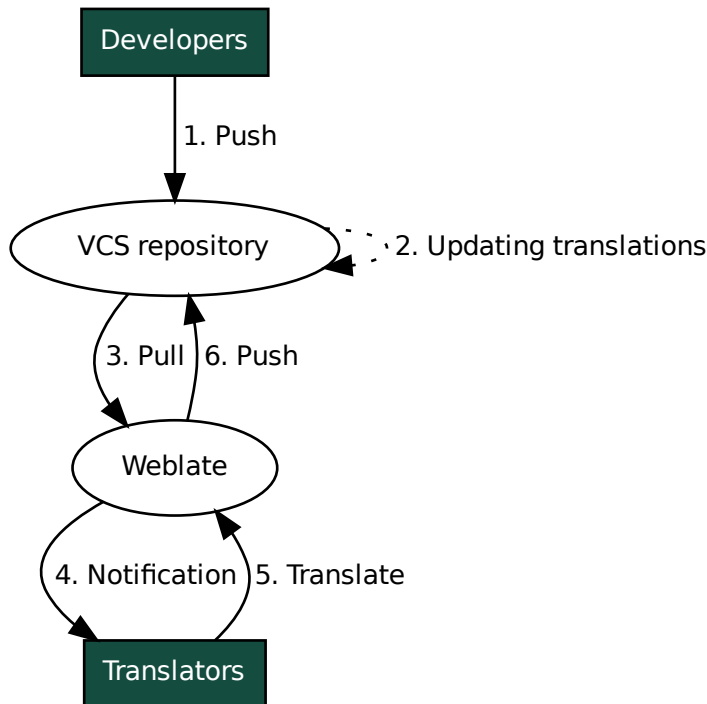 Developers
1. Push
VCS repository
2. Updating translations
3. Pull
6. Push
Weblate
4. Notification
5. Translate
Translators